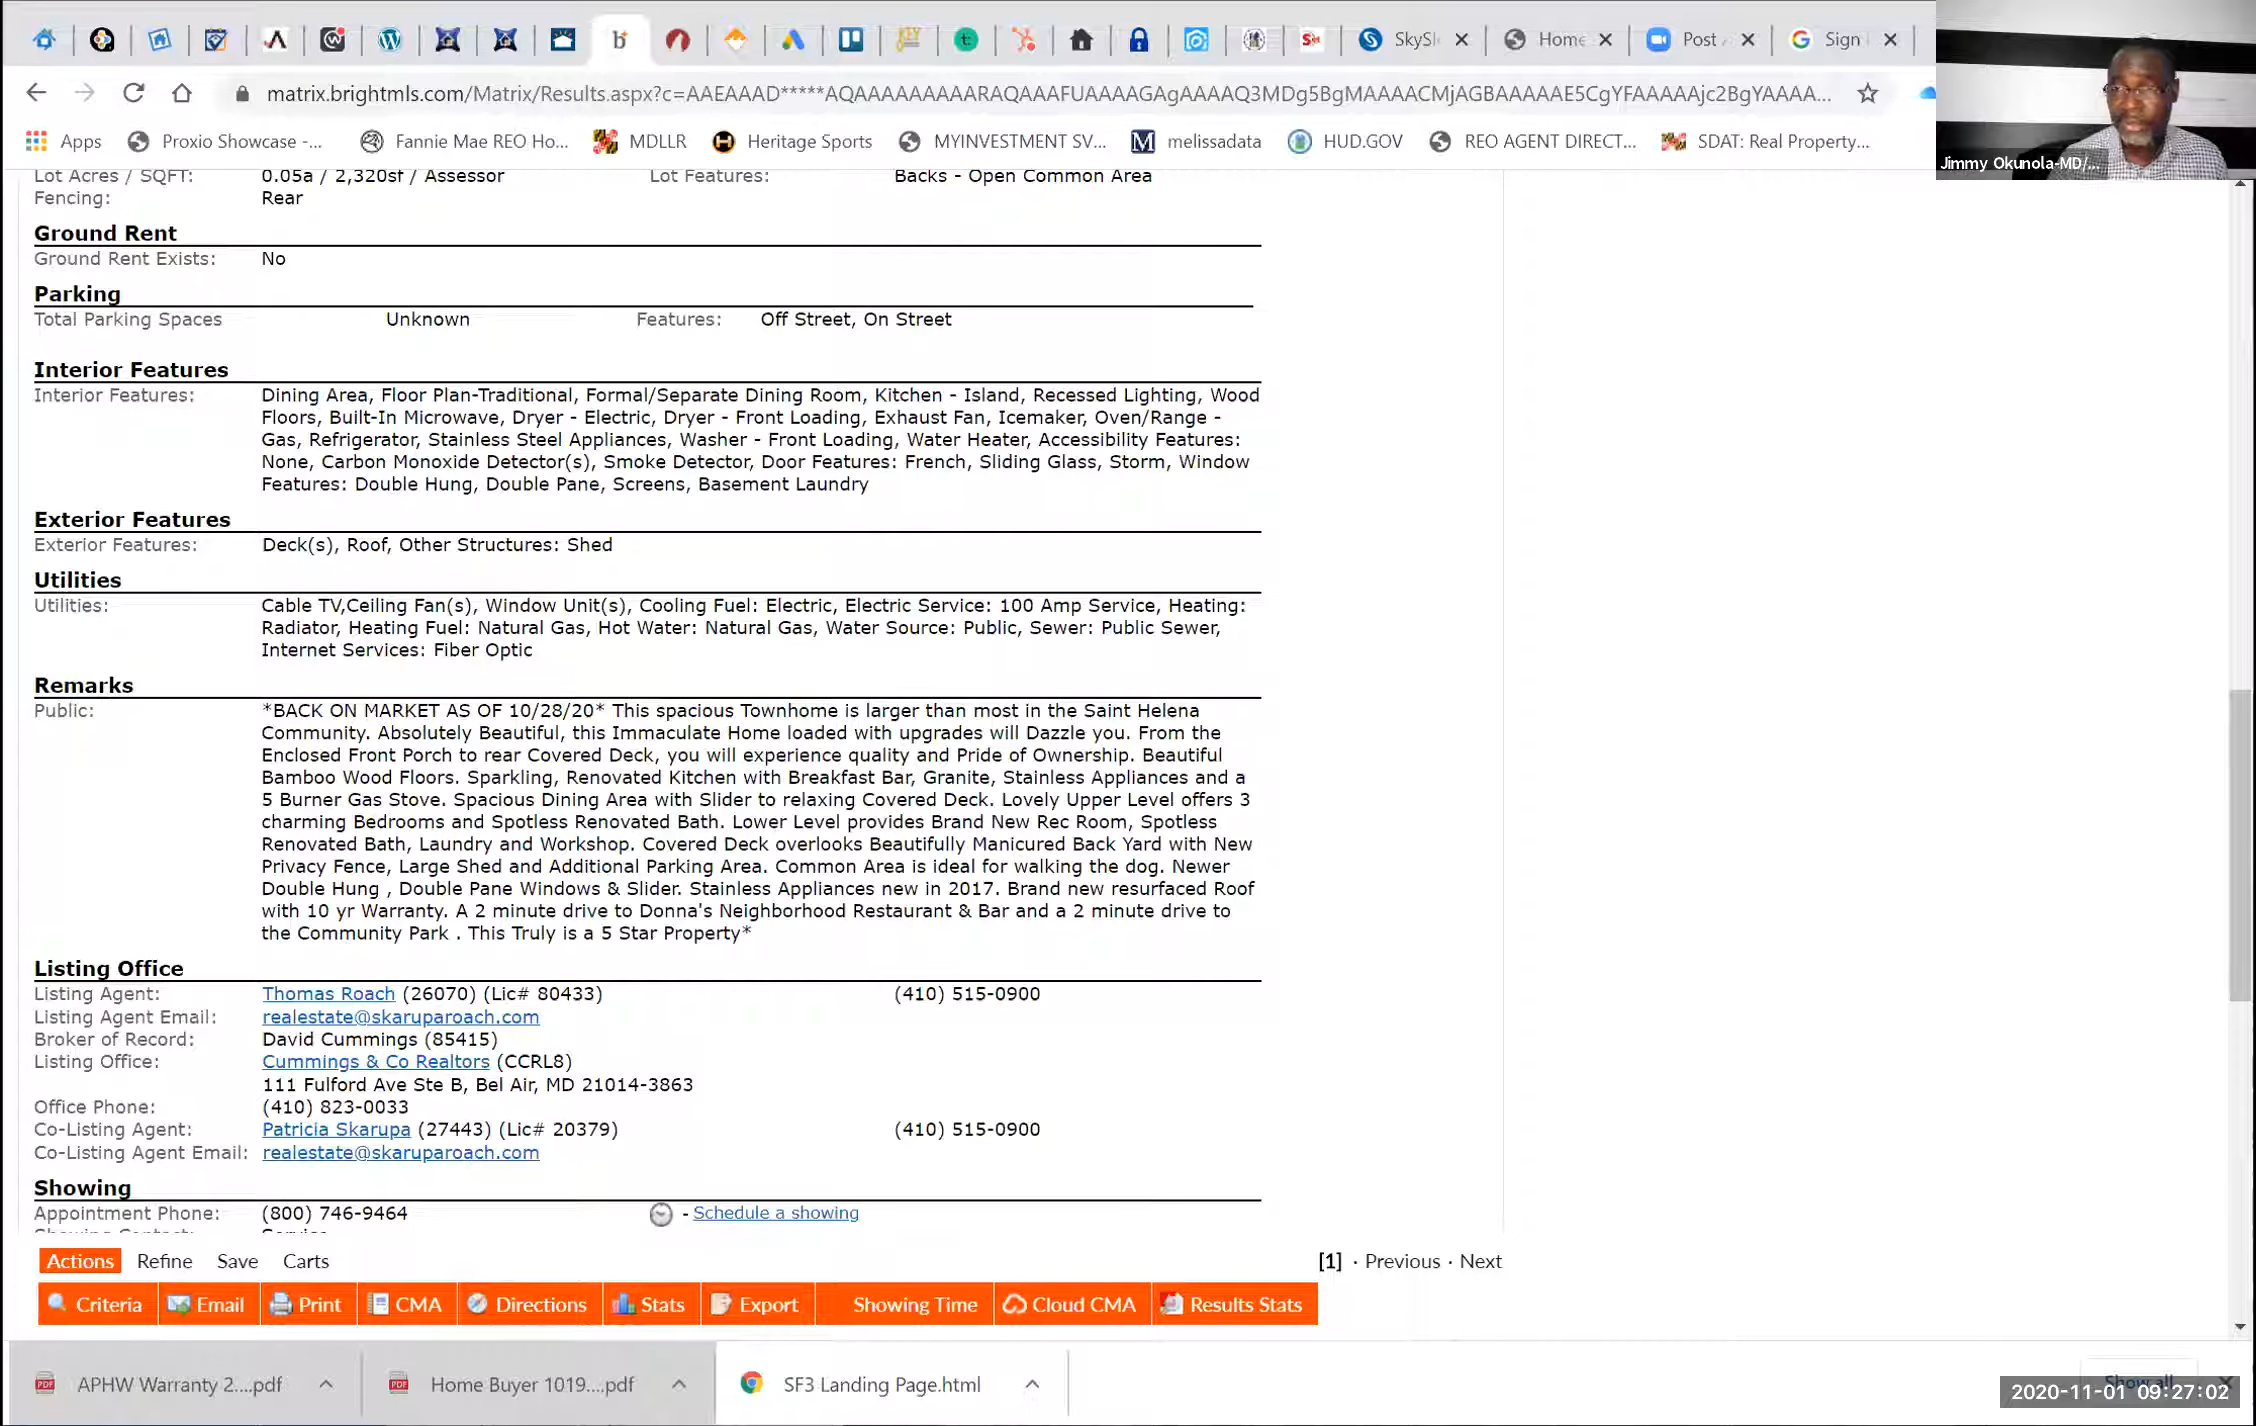 SkySl
Home
Post
Sign
matrix.brightmls.com/Matrix/Results.aspx?c=AAEAAAD*****AQAAAAAAAAARAQAAAFUAAAAGAgAAAAQ3MDg5BgMAAAACMjAGBAAAAAE5CgYFAAAAAjc2BgYAAAA...
Apps
Proxio Showcase -...
Fannie Mae REO Ho...
MDLLR
Heritage Sports
MYINVESTMENT SV...
melissadata
HUD.GOV
REO AGENT DIRECT...
SDAT: Real Property...
Jimmy Okunola-MD/...
Lot Acres / SQFT: 0.05a / 2,320sf / Assessor Lot Features: Backs - Open Common Area
Fencing: Rear
Ground Rent
Ground Rent Exists: No
Parking
Total Parking Spaces Unknown Features: Off Street, On Street
Interior Features
Interior Features: Dining Area, Floor Plan-Traditional, Formal/Separate Dining Room, Kitchen - Island, Recessed Lighting, Wood
Floors, Built-In Microwave, Dryer - Electric, Dryer - Front Loading, Exhaust Fan, Icemaker, Oven/Range -
Gas, Refrigerator, Stainless Steel Appliances, Washer - Front Loading, Water Heater, Accessibility Features:
None, Carbon Monoxide Detector(s), Smoke Detector, Door Features: French, Sliding Glass, Storm, Window
Features: Double Hung, Double Pane, Screens, Basement Laundry
Exterior Features
Exterior Features: Deck(s), Roof, Other Structures: Shed
Utilities
Utilities: Cable TV,Ceiling Fan(s), Window Unit(s), Cooling Fuel: Electric, Electric Service: 100 Amp Service, Heating:
Radiator, Heating Fuel: Natural Gas, Hot Water: Natural Gas, Water Source: Public, Sewer: Public Sewer,
Internet Services: Fiber Optic
Remarks
Public: *BACK ON MARKET AS OF 10/28/20* This spacious Townhome is larger than most in the Saint Helena
Community. Absolutely Beautiful, this Immaculate Home loaded with upgrades will Dazzle you. From the
Enclosed Front Porch to rear Covered Deck, you will experience quality and Pride of Ownership. Beautiful
Bamboo Wood Floors. Sparkling, Renovated Kitchen with Breakfast Bar, Granite, Stainless Appliances and a
5 Burner Gas Stove. Spacious Dining Area with Slider to relaxing Covered Deck. Lovely Upper Level offers 3
charming Bedrooms and Spotless Renovated Bath. Lower Level provides Brand New Rec Room, Spotless
Renovated Bath, Laundry and Workshop. Covered Deck overlooks Beautifully Manicured Back Yard with New
Privacy Fence, Large Shed and Additional Parking Area. Common Area is ideal for walking the dog. Newer
Double Hung , Double Pane Windows & Slider. Stainless Appliances new in 2017. Brand new resurfaced Roof
with 10 yr Warranty. A 2 minute drive to Donna's Neighborhood Restaurant & Bar and a 2 minute drive to
the Community Park . This Truly is a 5 Star Property*
Listing Office
Listing Agent: Thomas Roach (26070) (Lic# 80433) (410) 515-0900
Listing Agent Email: realestate@skaruparoach.com
Broker of Record: David Cummings (85415)
Listing Office: Cummings & Co Realtors (CCRL8)
111 Fulford Ave Ste B, Bel Air, MD 21014-3863
Office Phone: (410) 823-0033
Co-Listing Agent: Patricia Skarupa (27443) (Lic# 20379) (410) 515-0900
Co-Listing Agent Email: realestate@skaruparoach.com
Showing
Appointment Phone: (800) 746-9464 - Schedule a showing
Actions Refine Save Carts [1] · Previous · Next
Criteria Email Print CMA Directions Stats Export Showing Time Cloud CMA Results Stats
APHW Warranty 2....pdf
Home Buyer 1019....pdf
SF3 Landing Page.html
Show all
2020-11-01 09:27:02